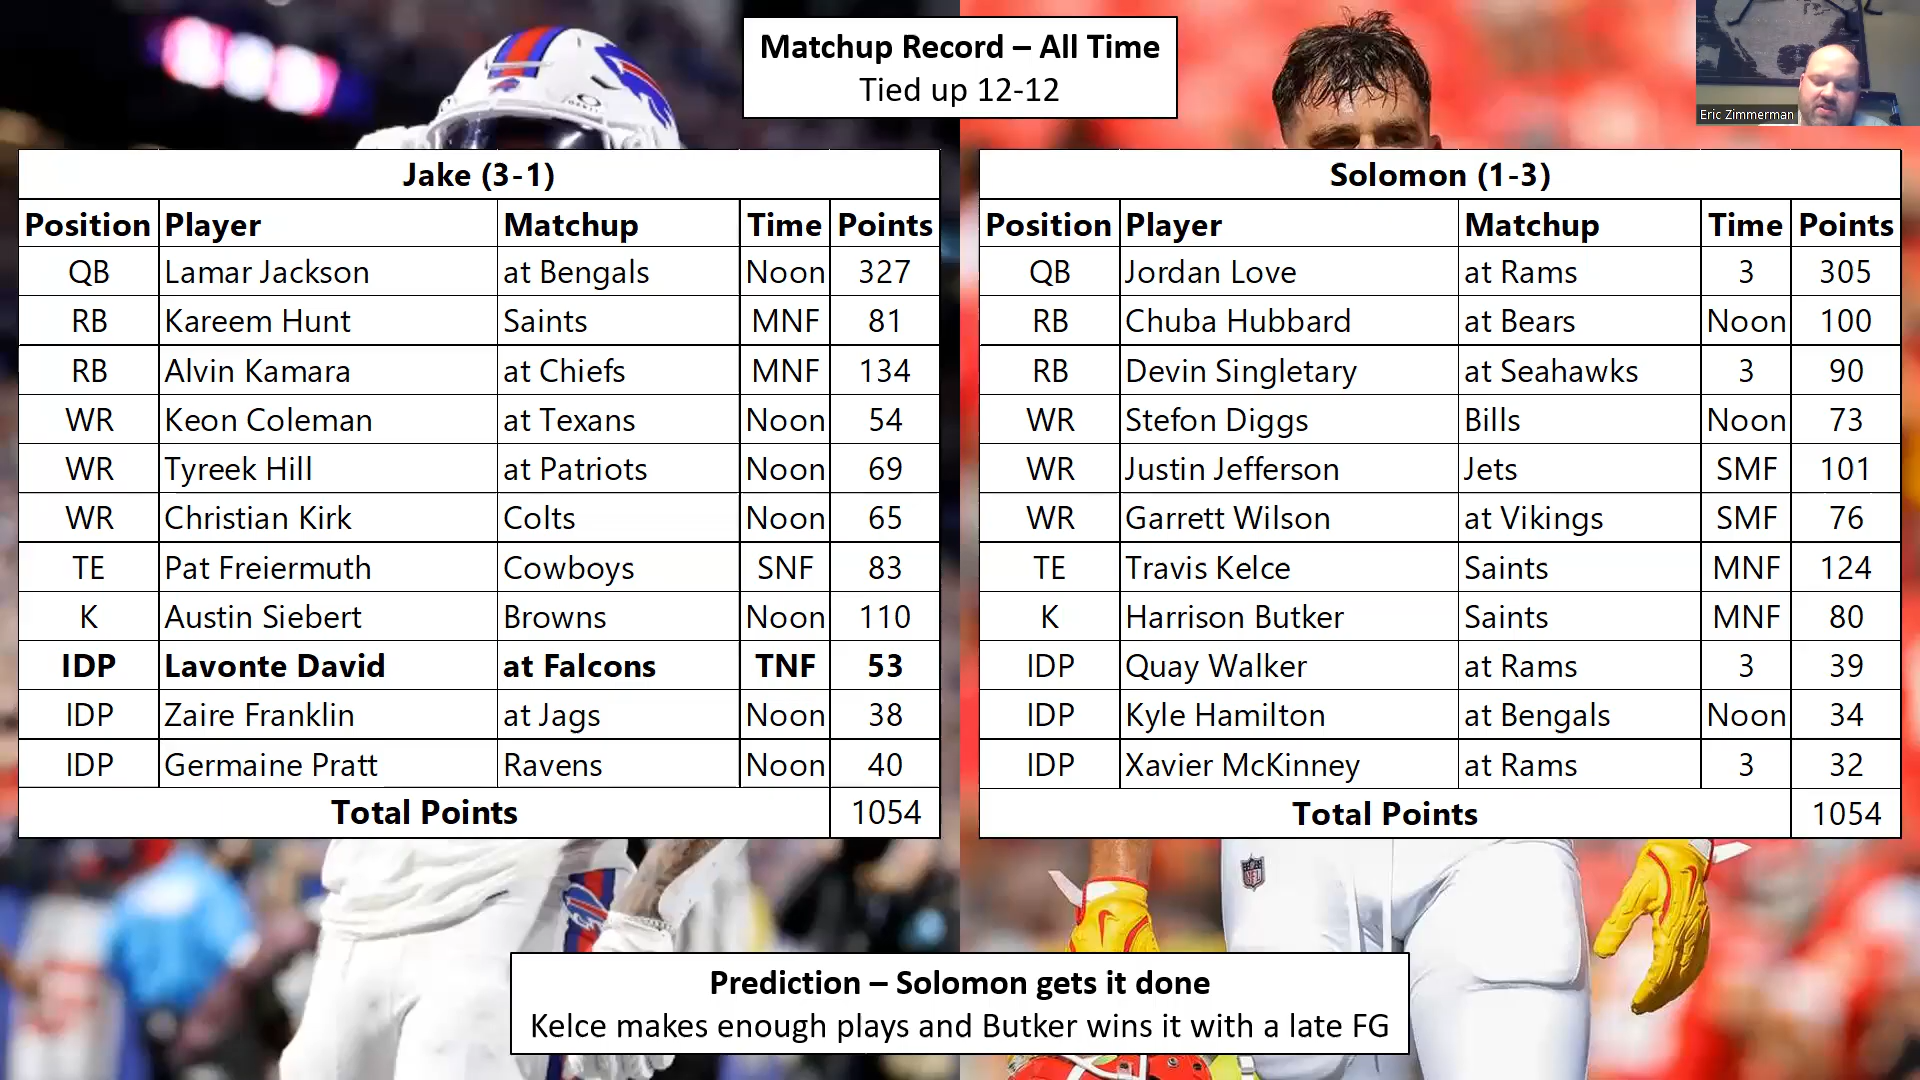 Matchup Record – All Time
Tied up 12-12
Eric Zimmerman
Jake (3-1)
Position Player Matchup Time Points
QB Lamar Jackson at Bengals Noon 327
RB Kareem Hunt Saints MNF 81
RB Alvin Kamara at Chiefs MNF 134
WR Keon Coleman at Texans Noon 54
WR Tyreek Hill at Patriots Noon 69
WR Christian Kirk Colts Noon 65
TE Pat Freiermuth Cowboys SNF 83
K Austin Siebert Browns Noon 110
IDP Lavonte David at Falcons TNF 53
IDP Zaire Franklin at Jags Noon 38
IDP Germaine Pratt Ravens Noon 40
Total Points 1054
Solomon (1-3)
Position Player Matchup Time Points
QB Jordan Love at Rams 3 305
RB Chuba Hubbard at Bears Noon 100
RB Devin Singletary at Seahawks 3 90
WR Stefon Diggs Bills Noon 73
WR Justin Jefferson Jets SMF 101
WR Garrett Wilson at Vikings SMF 76
TE Travis Kelce Saints MNF 124
K Harrison Butker Saints MNF 80
IDP Quay Walker at Rams 3 39
IDP Kyle Hamilton at Bengals Noon 34
IDP Xavier McKinney at Rams 3 32
Total Points 1054
NFL
Prediction – Solomon gets it done
Kelce makes enough plays and Butker wins it with a late FG